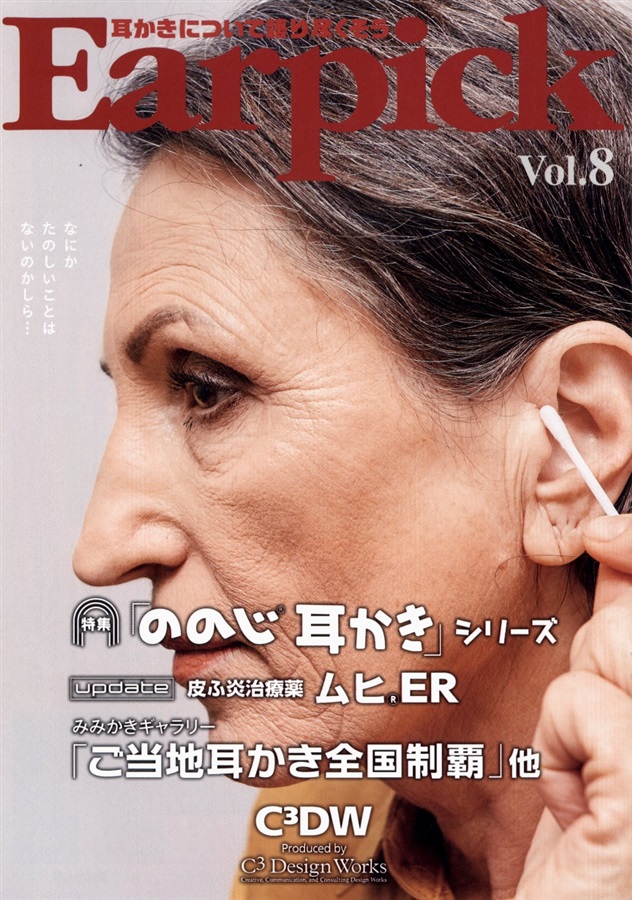 耳かきについて語り尽くそう
Earpick
Vol.8
なにか
たのしいことは
ないのかしら…
特集「ののじ® 耳かき」シリーズ
update 皮ふ炎治療薬 ムヒ®ER
みみかきギャラリー
「ご当地耳かき全国制覇」他
C³DW
Produced by
C³ Design Works
Creative, Communication, and Consulting Design Works